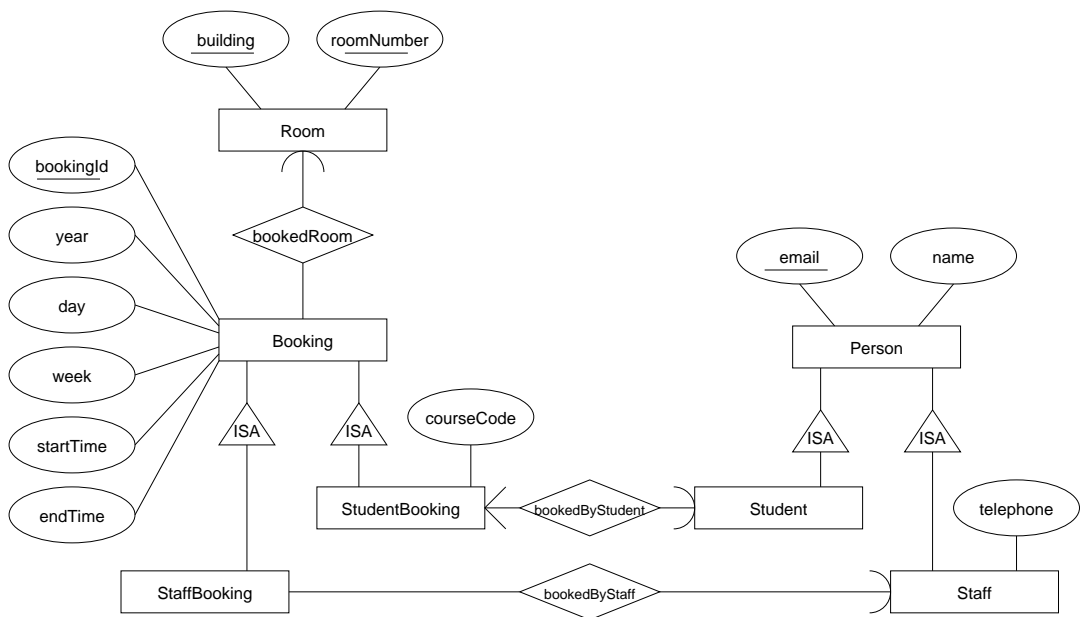 building
roomNumber
Room
bookingId
year
bookedRoom
email
name
day
Booking
Person
week
courseCode
ISA
ISA
ISA
ISA
startTime
StudentBooking
bookedByStudent
Student
endTime
telephone
StaffBooking
bookedByStaff
Staff